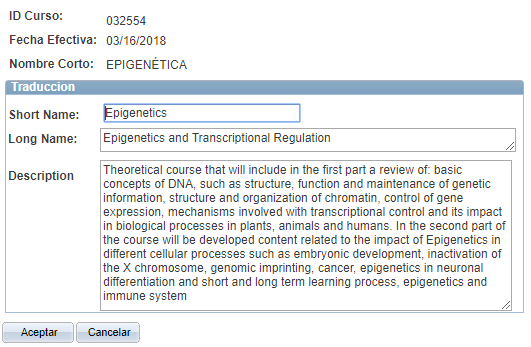 ID Curso: 032554
Fecha Efectiva: 03/16/2018
Nombre Corto: EPIGENÉTICA
Traduccion
Short Name: Epigenetics
Long Name: Epigenetics and Transcriptional Regulation
Description
Theoretical course that will include in the first part a review of: basic
concepts of DNA, such as structure, function and maintenance of genetic
information, structure and organization of chromatin, control of gene
expression, mechanisms involved with transcriptional control and its impact
in biological processes in plants, animals and humans. In the second part of
the course will be developed content related to the impact of Epigenetics in
different cellular processes such as embryonic development, inactivation of
the X chromosome, genomic imprinting, cancer, epigenetics in neuronal
differentiation and short and long term learning process, epigenetics and
immune system
Aceptar Cancelar